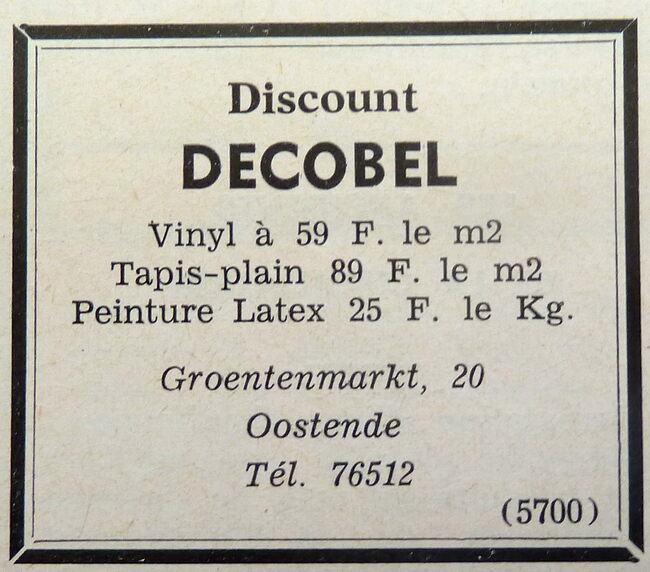 Discount
DECOBEL
Vinyl à 59 F. le m2
Tapis-plain 89 F. le m2
Peinture Latex 25 F. le Kg.
Groentenmarkt, 20
Oostende
Tél. 76512
(5700)